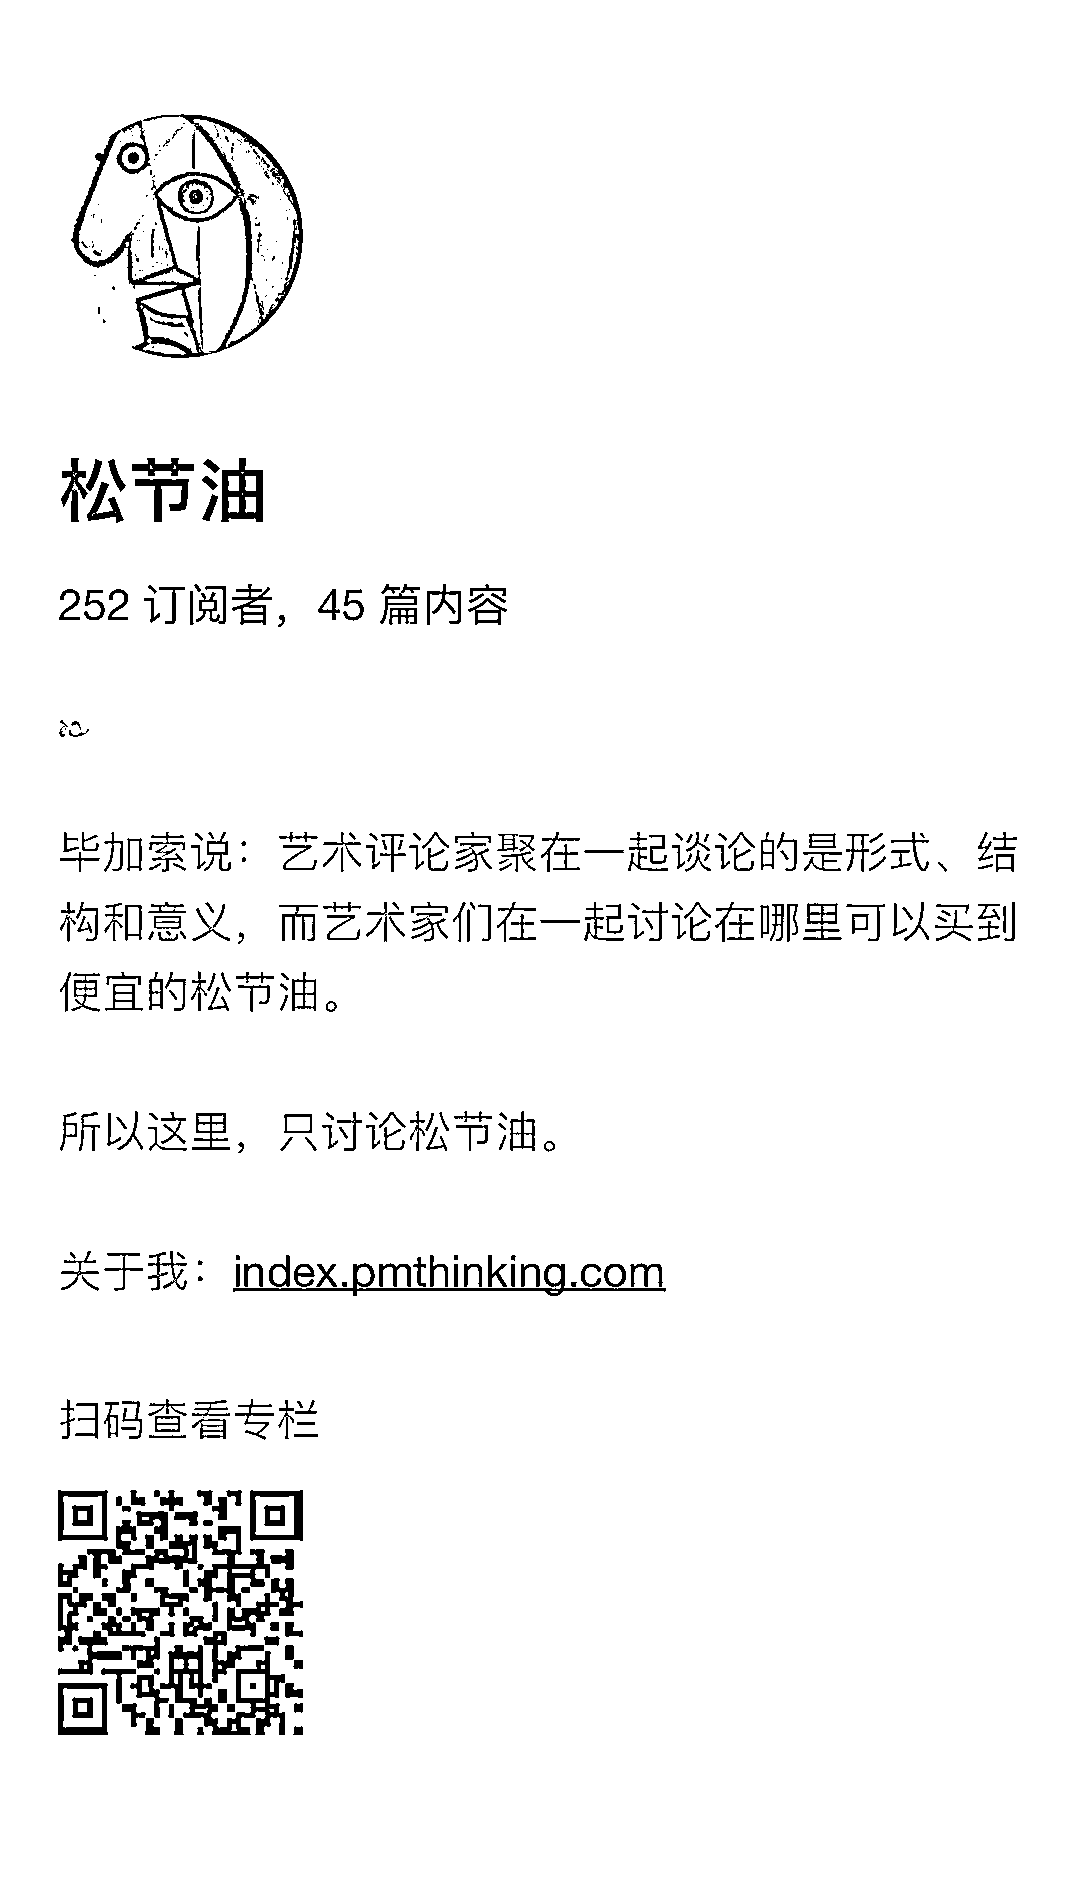 松节油
252 订阅者，45 篇内容
毕加索说：艺术评论家聚在一起谈论的是形式、结
构和意义，而艺术家们在一起讨论在哪里可以买到
便宜的松节油。
所以这里，只讨论松节油。
关于我：index.pmthinking.com
扫码查看专栏